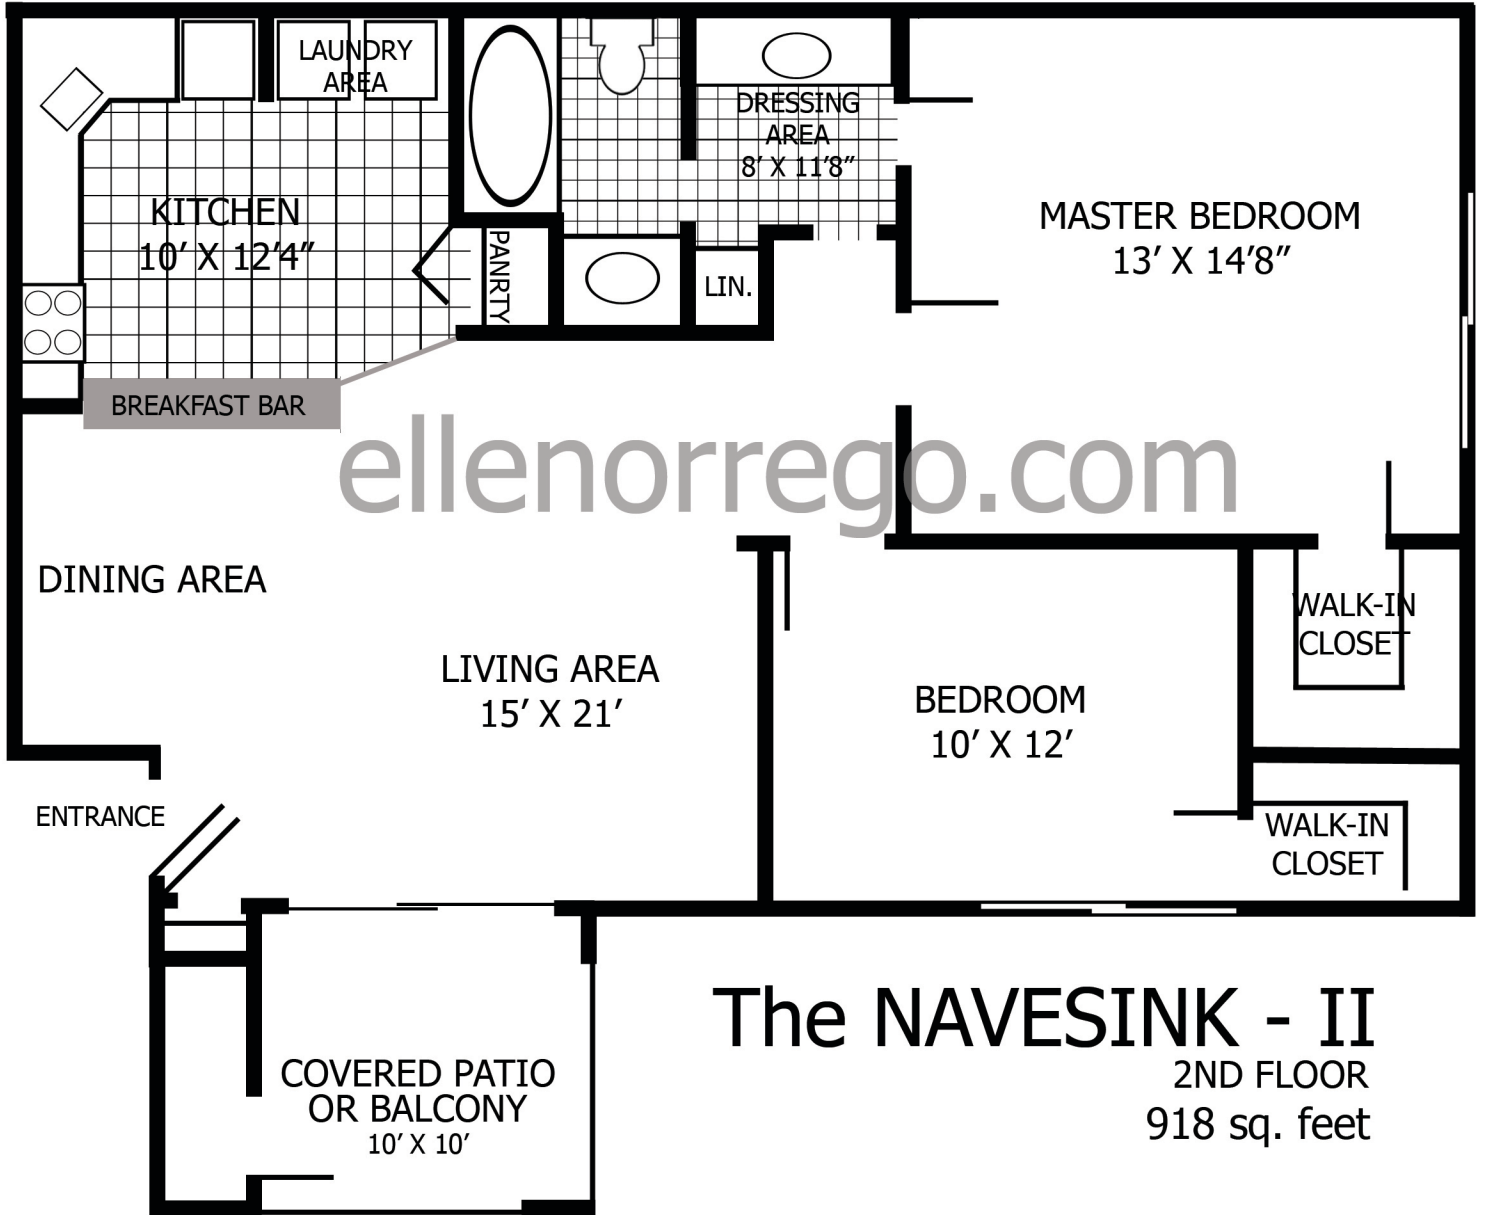 LAUNDRY
AREA
DRESSING
AREA
8' X 11'8"
KITCHEN
10' X 12'4"
PANRTY
LIN.
MASTER BEDROOM
13' X 14'8"
BREAKFAST BAR
ellenorrego.com
DINING AREA
LIVING AREA
15' X 21'
WALK-IN
CLOSET
BEDROOM
10' X 12'
ENTRANCE
WALK-IN
CLOSET
The NAVESINK - II
2ND FLOOR
918 sq. feet
COVERED PATIO
OR BALCONY
10' X 10'